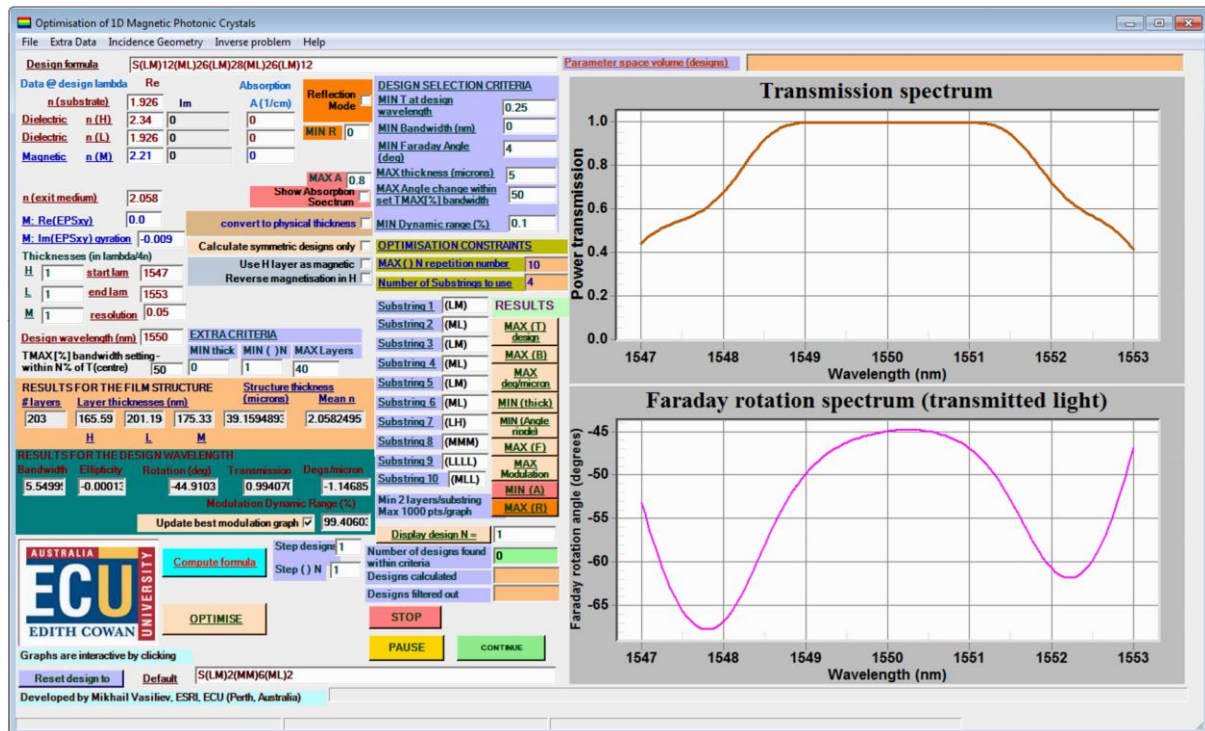 Optimisation of 1D Magnetic Photonic Crystals
File Extra Data Incidence Geometry Inverse problem Help
Design formula S(LM)12(ML)26(LM)28(ML)26(LM)12
Parameter space volume (designs)
Data @ design lambda Re Absorption
n (substrate) 1.926 Im A (1/cm)
Dielectric n (H) 2.34 0 0
Dielectric n (L) 1.926 0 0
Magnetic n (M) 2.21 0 0
Reflection Mode
MIN R 0
MAX A 0.8
n (exit medium) 2.058
Show Absorption Spectrum
M: Re(EPSxy) 0.0
convert to physical thickness
M: Im(EPSxy) gyration -0.009
Calculate symmetric designs only
Thicknesses (in lambda/4n)
Use H layer as magnetic
Reverse magnetisation in H
H 1 start lam 1547
L 1 end lam 1553
M 1 resolution 0.05
Design wavelength (nm) 1550
EXTRA CRITERIA
TMAX [%] bandwidth setting - within N% of T(centre) 50
MIN thick MIN ( )N MAX Layers
0 1 40
RESULTS FOR THE FILM STRUCTURE
Structure thickness
# layers Layer thicknesses (nm) (microns) Mean n
203 165.59 201.19 175.33 39.1594893 2.0582495
H L M
RESULTS FOR THE DESIGN WAVELENGTH
Bandwidth Ellipticity Rotation (deg) Transmission Degs/micron
5.5499 -0.00013 -44.9103 0.994070 -1.14685
Modulation Dynamic Range (%)
Update best modulation graph 99.40603
DESIGN SELECTION CRITERIA
MIN T at design wavelength 0.25
MIN Bandwidth (nm) 0
MIN Faraday Angle (deg) 4
MAX thickness (microns) 5
MAX Angle change within set TMAX[%] bandwidth 50
MIN Dynamic range (%) 0.1
OPTIMISATION CONSTRAINTS
MAX ( ) N repetition number 10
Number of Substrings to use 4
Substring 1 (LM)
Substring 2 (ML)
Substring 3 (LM)
Substring 4 (ML)
Substring 5 (LM)
Substring 6 (ML)
Substring 7 (LH)
Substring 8 (MMM)
Substring 9 (LLLL)
Substring 10 (MLL)
Min 2 layers/substring
Max 1000 pts/graph
RESULTS
MAX (T) design
MAX (B)
MAX deg/micron
MIN (thick)
MAX (F)
MAX Modulation
MIN (A)
MAX (R)
Display design N = 1
Number of designs found within criteria 0
Designs calculated
Designs filtered out
AUSTRALIA
ECU
EDITH COWAN
UNIVERSITY
Compute formula
Step designs 1
Step ( ) N 1
OPTIMISE
STOP
PAUSE
CONTINUE
Graphs are interactive by clicking
Reset design to Default S(LM)2(MM)6(ML)2
Developed by Mikhail Vasiliev, ESRI, ECU (Perth, Australia)
Transmission spectrum
Power transmission
1.0
0.8
0.6
0.4
0.2
0.0
1547 1548 1549 1550 1551 1552 1553
Wavelength (nm)
Faraday rotation spectrum (transmitted light)
Faraday rotation angle (degrees)
-45
-50
-55
-60
-65
1547 1548 1549 1550 1551 1552 1553
Wavelength (nm)